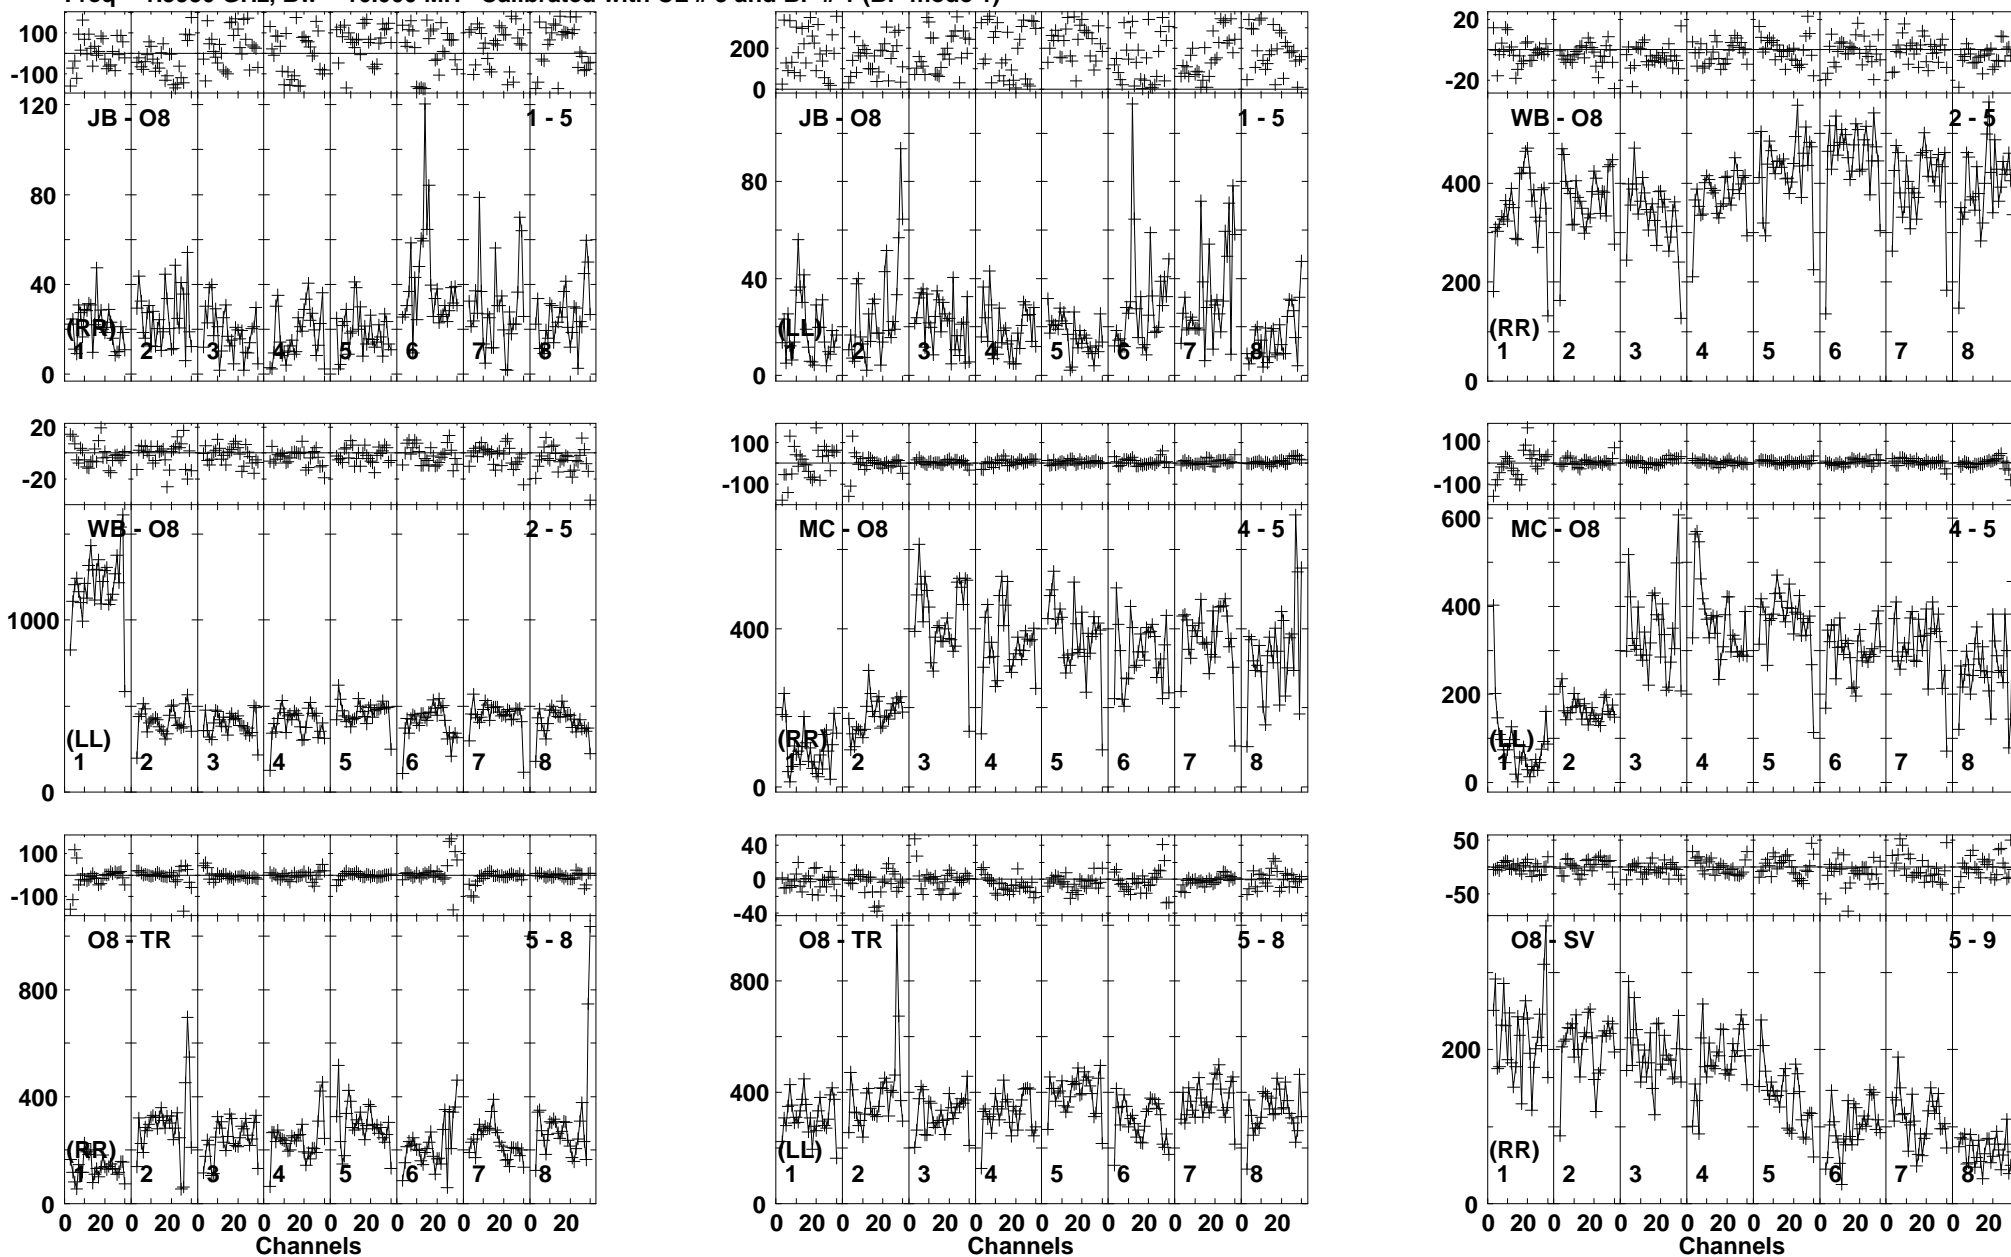 GHz, Calibrated with and
100 200 20
-100 0 -20
120
JB - O8 1 - 5 JB - O8 1 - 5 WB - O8 2 - 5
80 80 400
40 40 200
(RR) (LL) (RR)
1 2 3 4 5 6 7 8 1 2 3 4 5 6 7 8 1 2 3 4 5 6 7 8
0 0 0
20 100 100
-20 -100 -100
WB - O8 2 - 5 MC - O8 4 - 5 MC - O8 4 - 5
600
1000 400 400
200
(LL) (RR) (LL)
1 2 3 4 5 6 7 8 1 2 3 4 5 6 7 8 1 2 3 4 5 6 7 8
0 0 0
100 40 50
0
-100 -40 -50
O8 - TR 5 - 8 O8 - TR 5 - 8 O8 - SV 5 - 9
800 800 200
400 400
(RR) (LL) (RR)
1 2 3 4 5 6 7 8 1 2 3 4 5 6 7 8 1 2 3 4 5 6 7 8
0 0 0
0 20 0 20 0 20 0 20 0 20 0 20 0 20 0 20 0 20 0 20 0 20 0 20 0 20 0 20 0 20 0 20 0 20 0 20 0 20 0 20 0 20 0 20 0 20 0 20
Channels Channels Channels